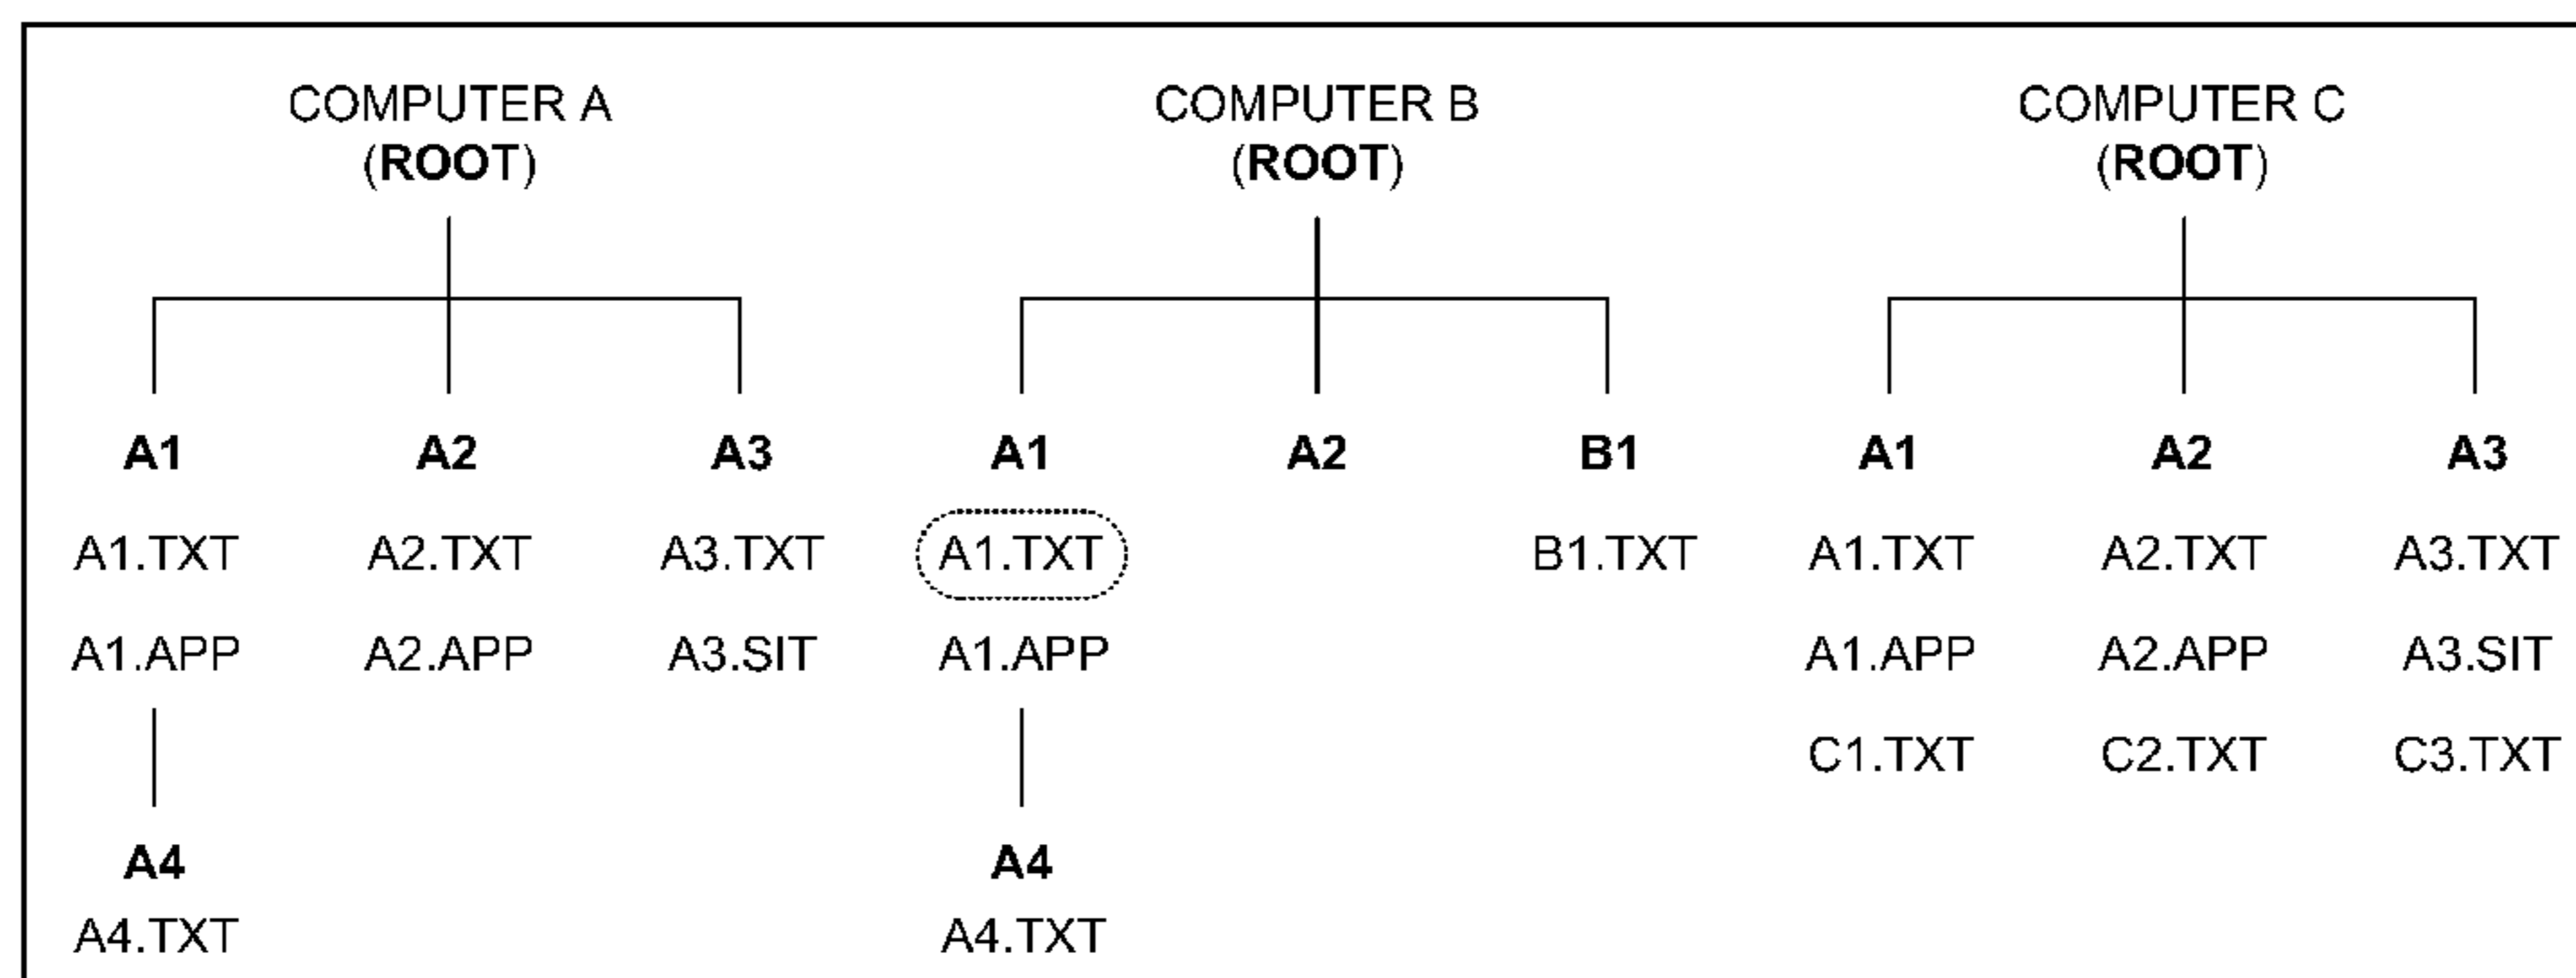 COMPUTER A COMPUTER B COMPUTER C
(ROOT) (ROOT) (ROOT)
A1 A2 A3 A1 A2 B1 A1 A2 A3
A1.TXT A2.TXT A3.TXT A1.TXT B1.TXT A1.TXT A2.TXT A3.TXT
A1.APP A2.APP A3.SIT A1.APP A1.APP A2.APP A3.SIT
C1.TXT C2.TXT C3.TXT
A4 A4
A4.TXT A4.TXT